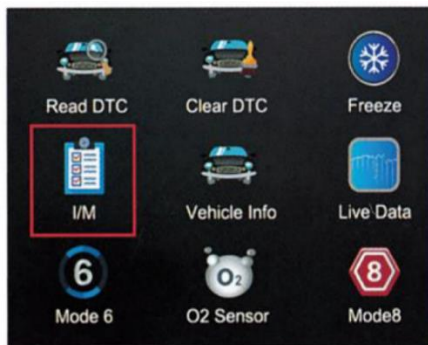 Read DTC
Clear DTC
Freeze
I/M
Vehicle Info
Live Data
6
Mode 6
O2
O2 Sensor
8
Mode8